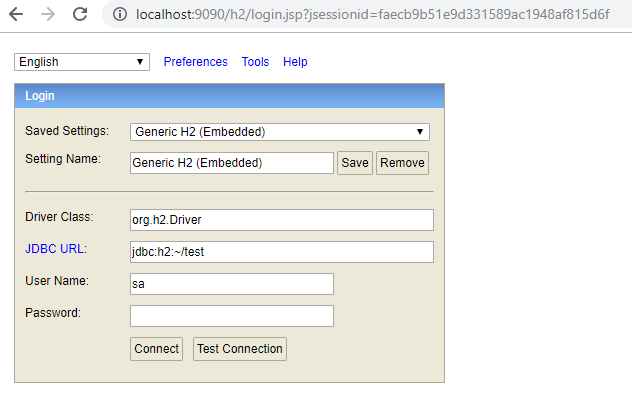 localhost:9090/h2/login.jsp?jsessionid=faecb9b51e9d331589ac1948af815d6f
English Preferences Tools Help
Login
Saved Settings: Generic H2 (Embedded)
Setting Name: Generic H2 (Embedded) Save Remove
Driver Class: org.h2.Driver
JDBC URL: jdbc:h2:~/test
User Name: sa
Password:
Connect Test Connection